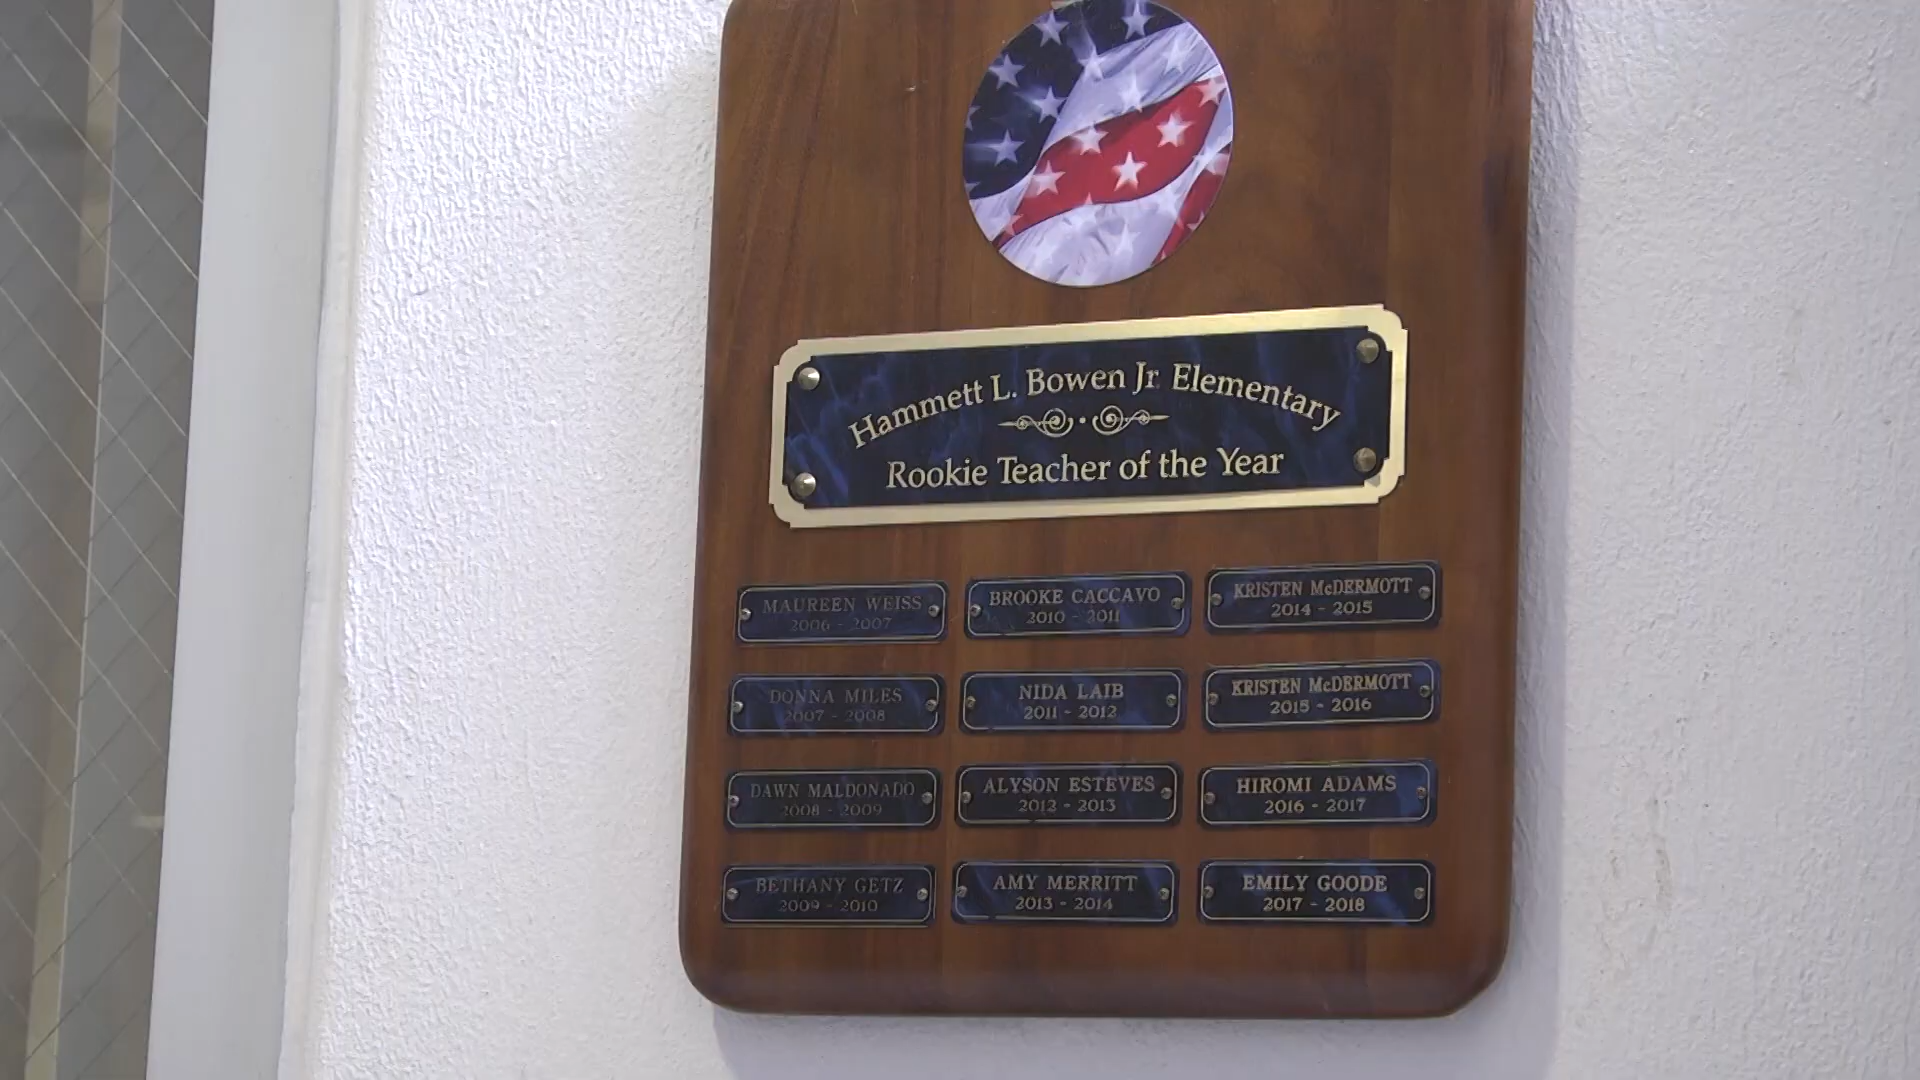 Hammett L. Bowen Jr. Elementary
Rookie Teacher of the Year
MAUREEN WEISS
2006 - 2007
DONNA MILES
2007 - 2008
DAWN MALDONADO
2008 - 2009
BETHANY GETZ
2009 - 2010
BROOKE CACCAVO
2010 - 2011
NIDA LAIB
2011 - 2012
ALYSON ESTEVES
2012 - 2013
AMY MERRITT
2013 - 2014
KRISTEN McDERMOTT
2014 - 2015
KRISTEN McDERMOTT
2015 - 2016
HIROMI ADAMS
2016 - 2017
EMILY GOODE
2017 - 2018